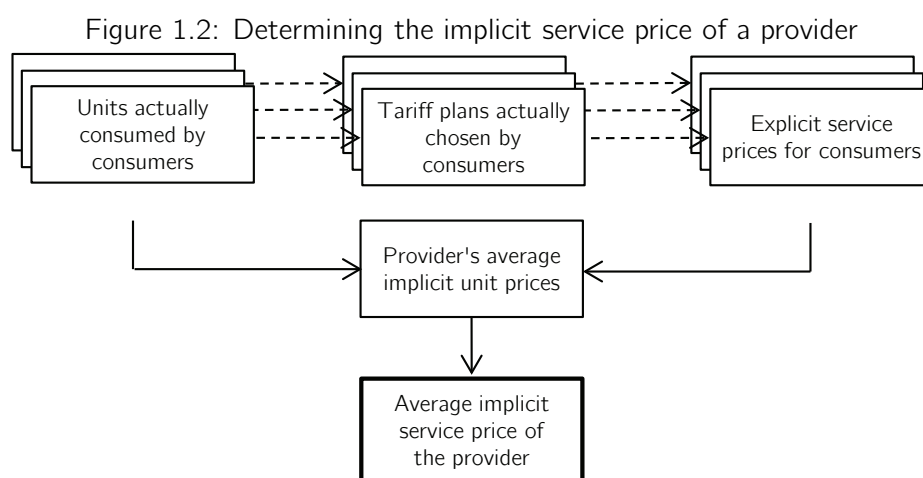 Figure 1.2: Determining the implicit service price of a provider
Units actually
consumed by
consumers
Tariff plans actually
chosen by
consumers
Explicit service
prices for consumers
Provider's average
implicit unit prices
Average implicit
service price of
the provider